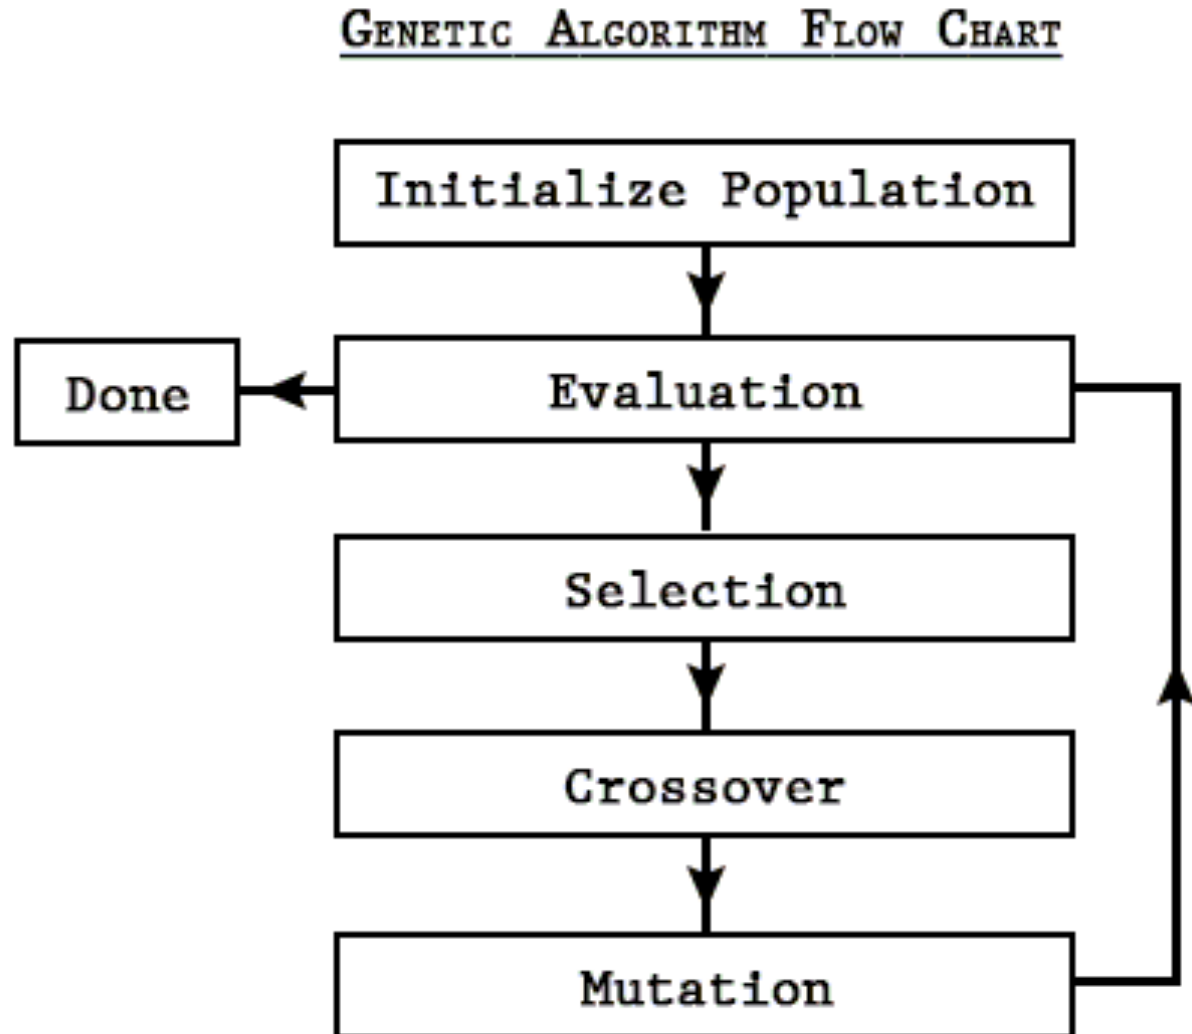 GENETIC ALGORITHM FLOW CHART
Initialize Population
Done
Evaluation
Selection
Crossover
Mutation